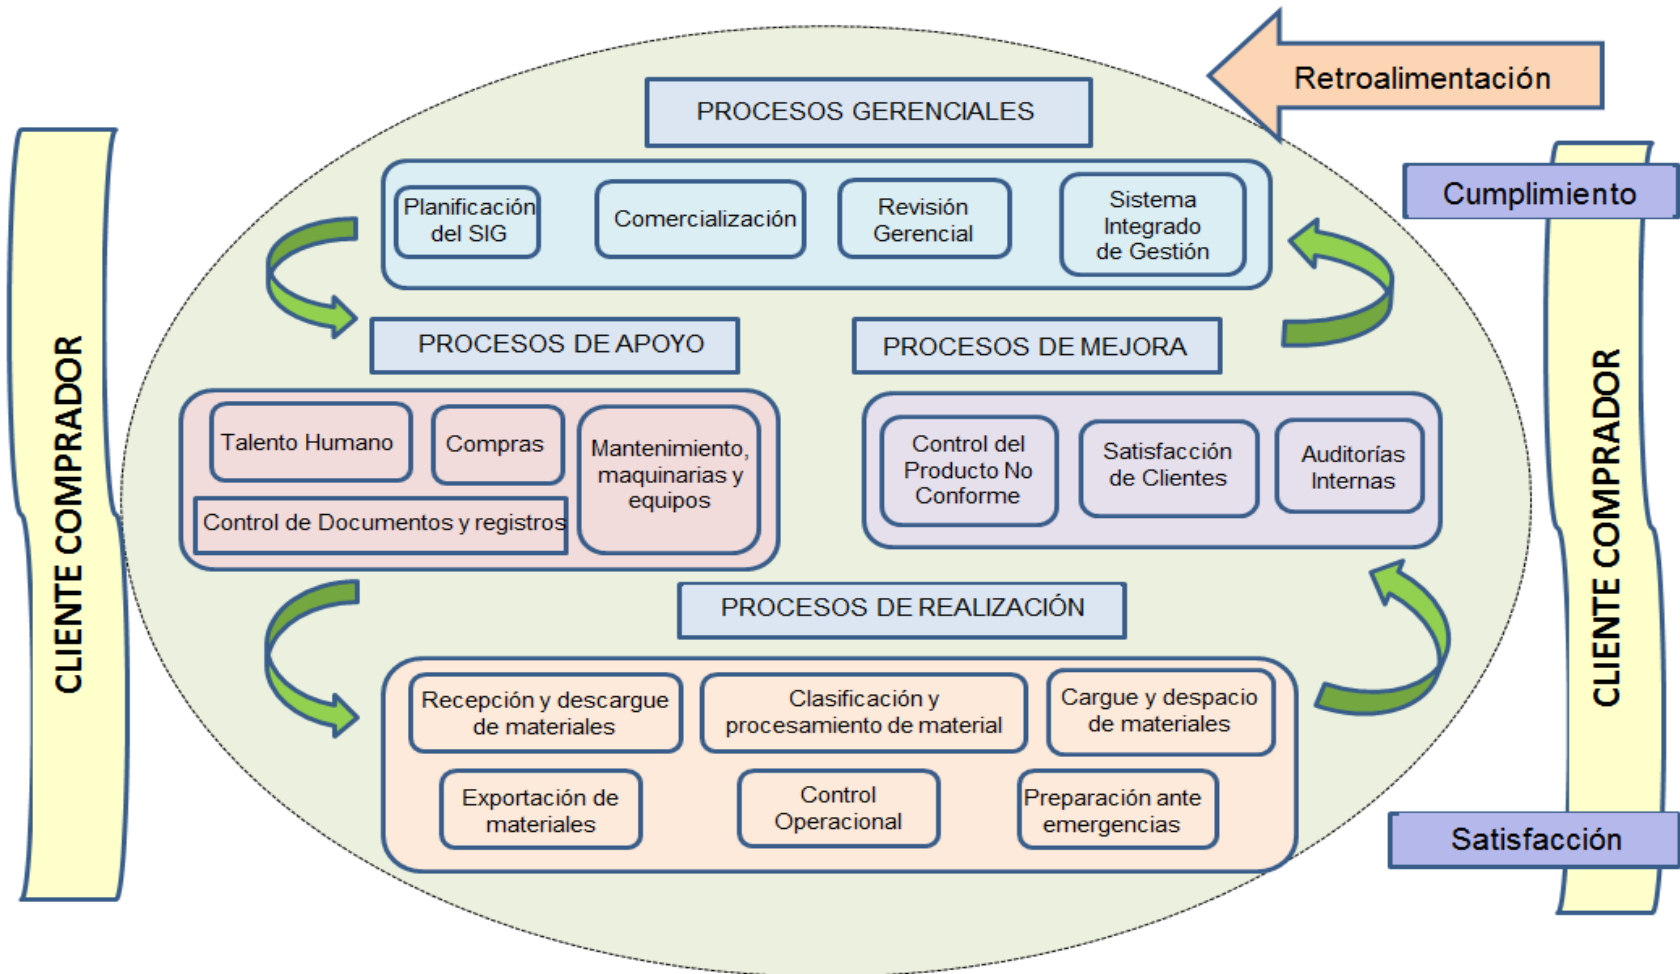 Retroalimentación
PROCESOS GERENCIALES
Planificación
del SIG
Comercialización
Revisión
Gerencial
Sistema
Integrado
de Gestión
Cumplimiento
CLIENTE COMPRADOR
PROCESOS DE APOYO
PROCESOS DE MEJORA
Talento Humano
Compras
Mantenimiento,
maquinarias y
equipos
Control de Documentos y registros
Control del
Producto No
Conforme
Satisfacción
de Clientes
Auditorías
Internas
CLIENTE COMPRADOR
PROCESOS DE REALIZACIÓN
Recepción y descargue
de materiales
Clasificación y
procesamiento de material
Cargue y despacio
de materiales
Exportación de
materiales
Control
Operacional
Preparación ante
emergencias
Satisfacción